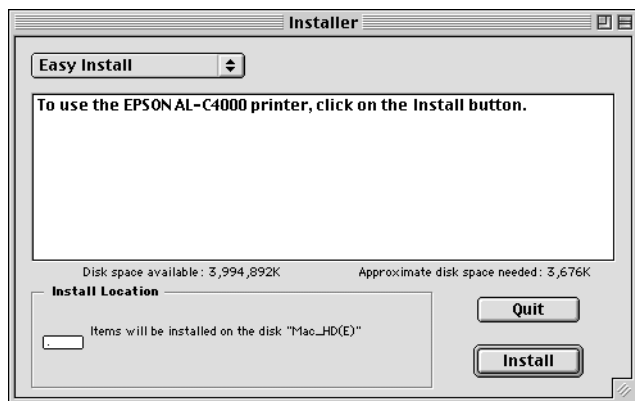 Installer
Easy Install
To use the EPSON AL-C4000 printer, click on the Install button.
Disk space available: 3,994,892K
Approximate disk space needed: 3,676K
Install Location
Items will be installed on the disk "Mac_HD(E)"
Quit
Install